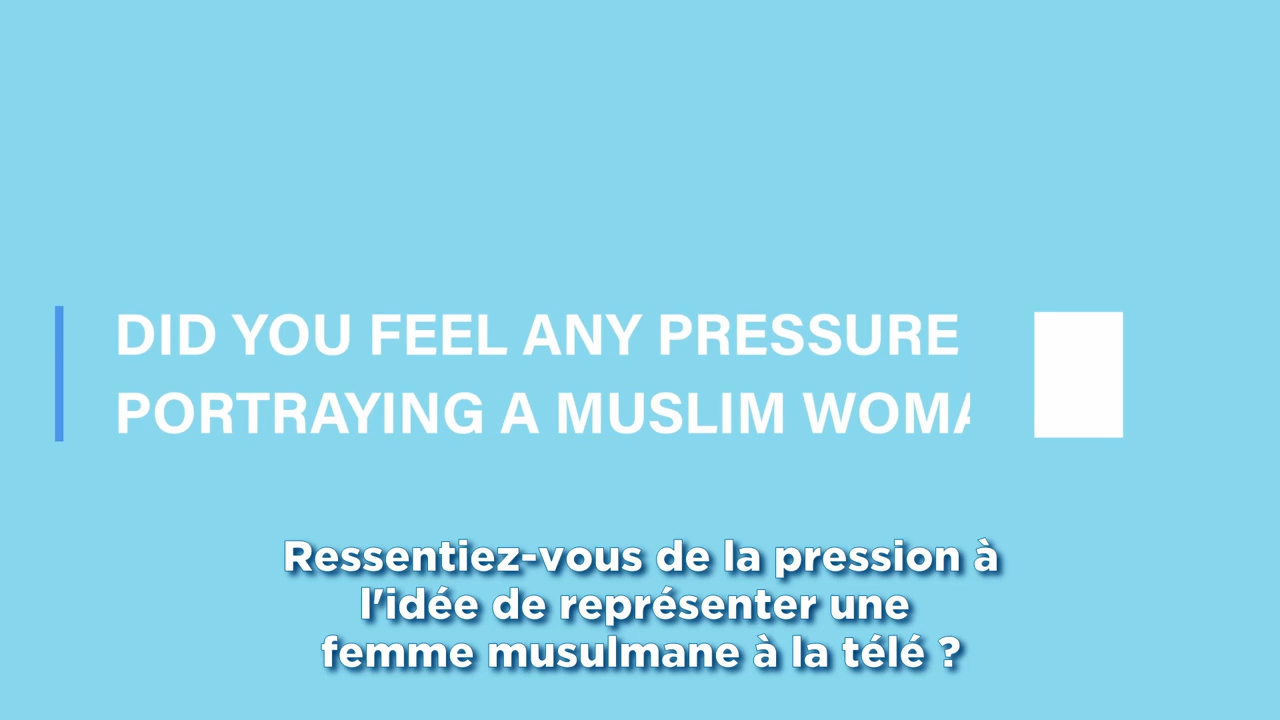 DID YOU FEEL ANY PRESSURE
PORTRAYING A MUSLIM
Ressentiez-vous de la pression à
l'idée de représenter une
femme musulmane à la télé ?